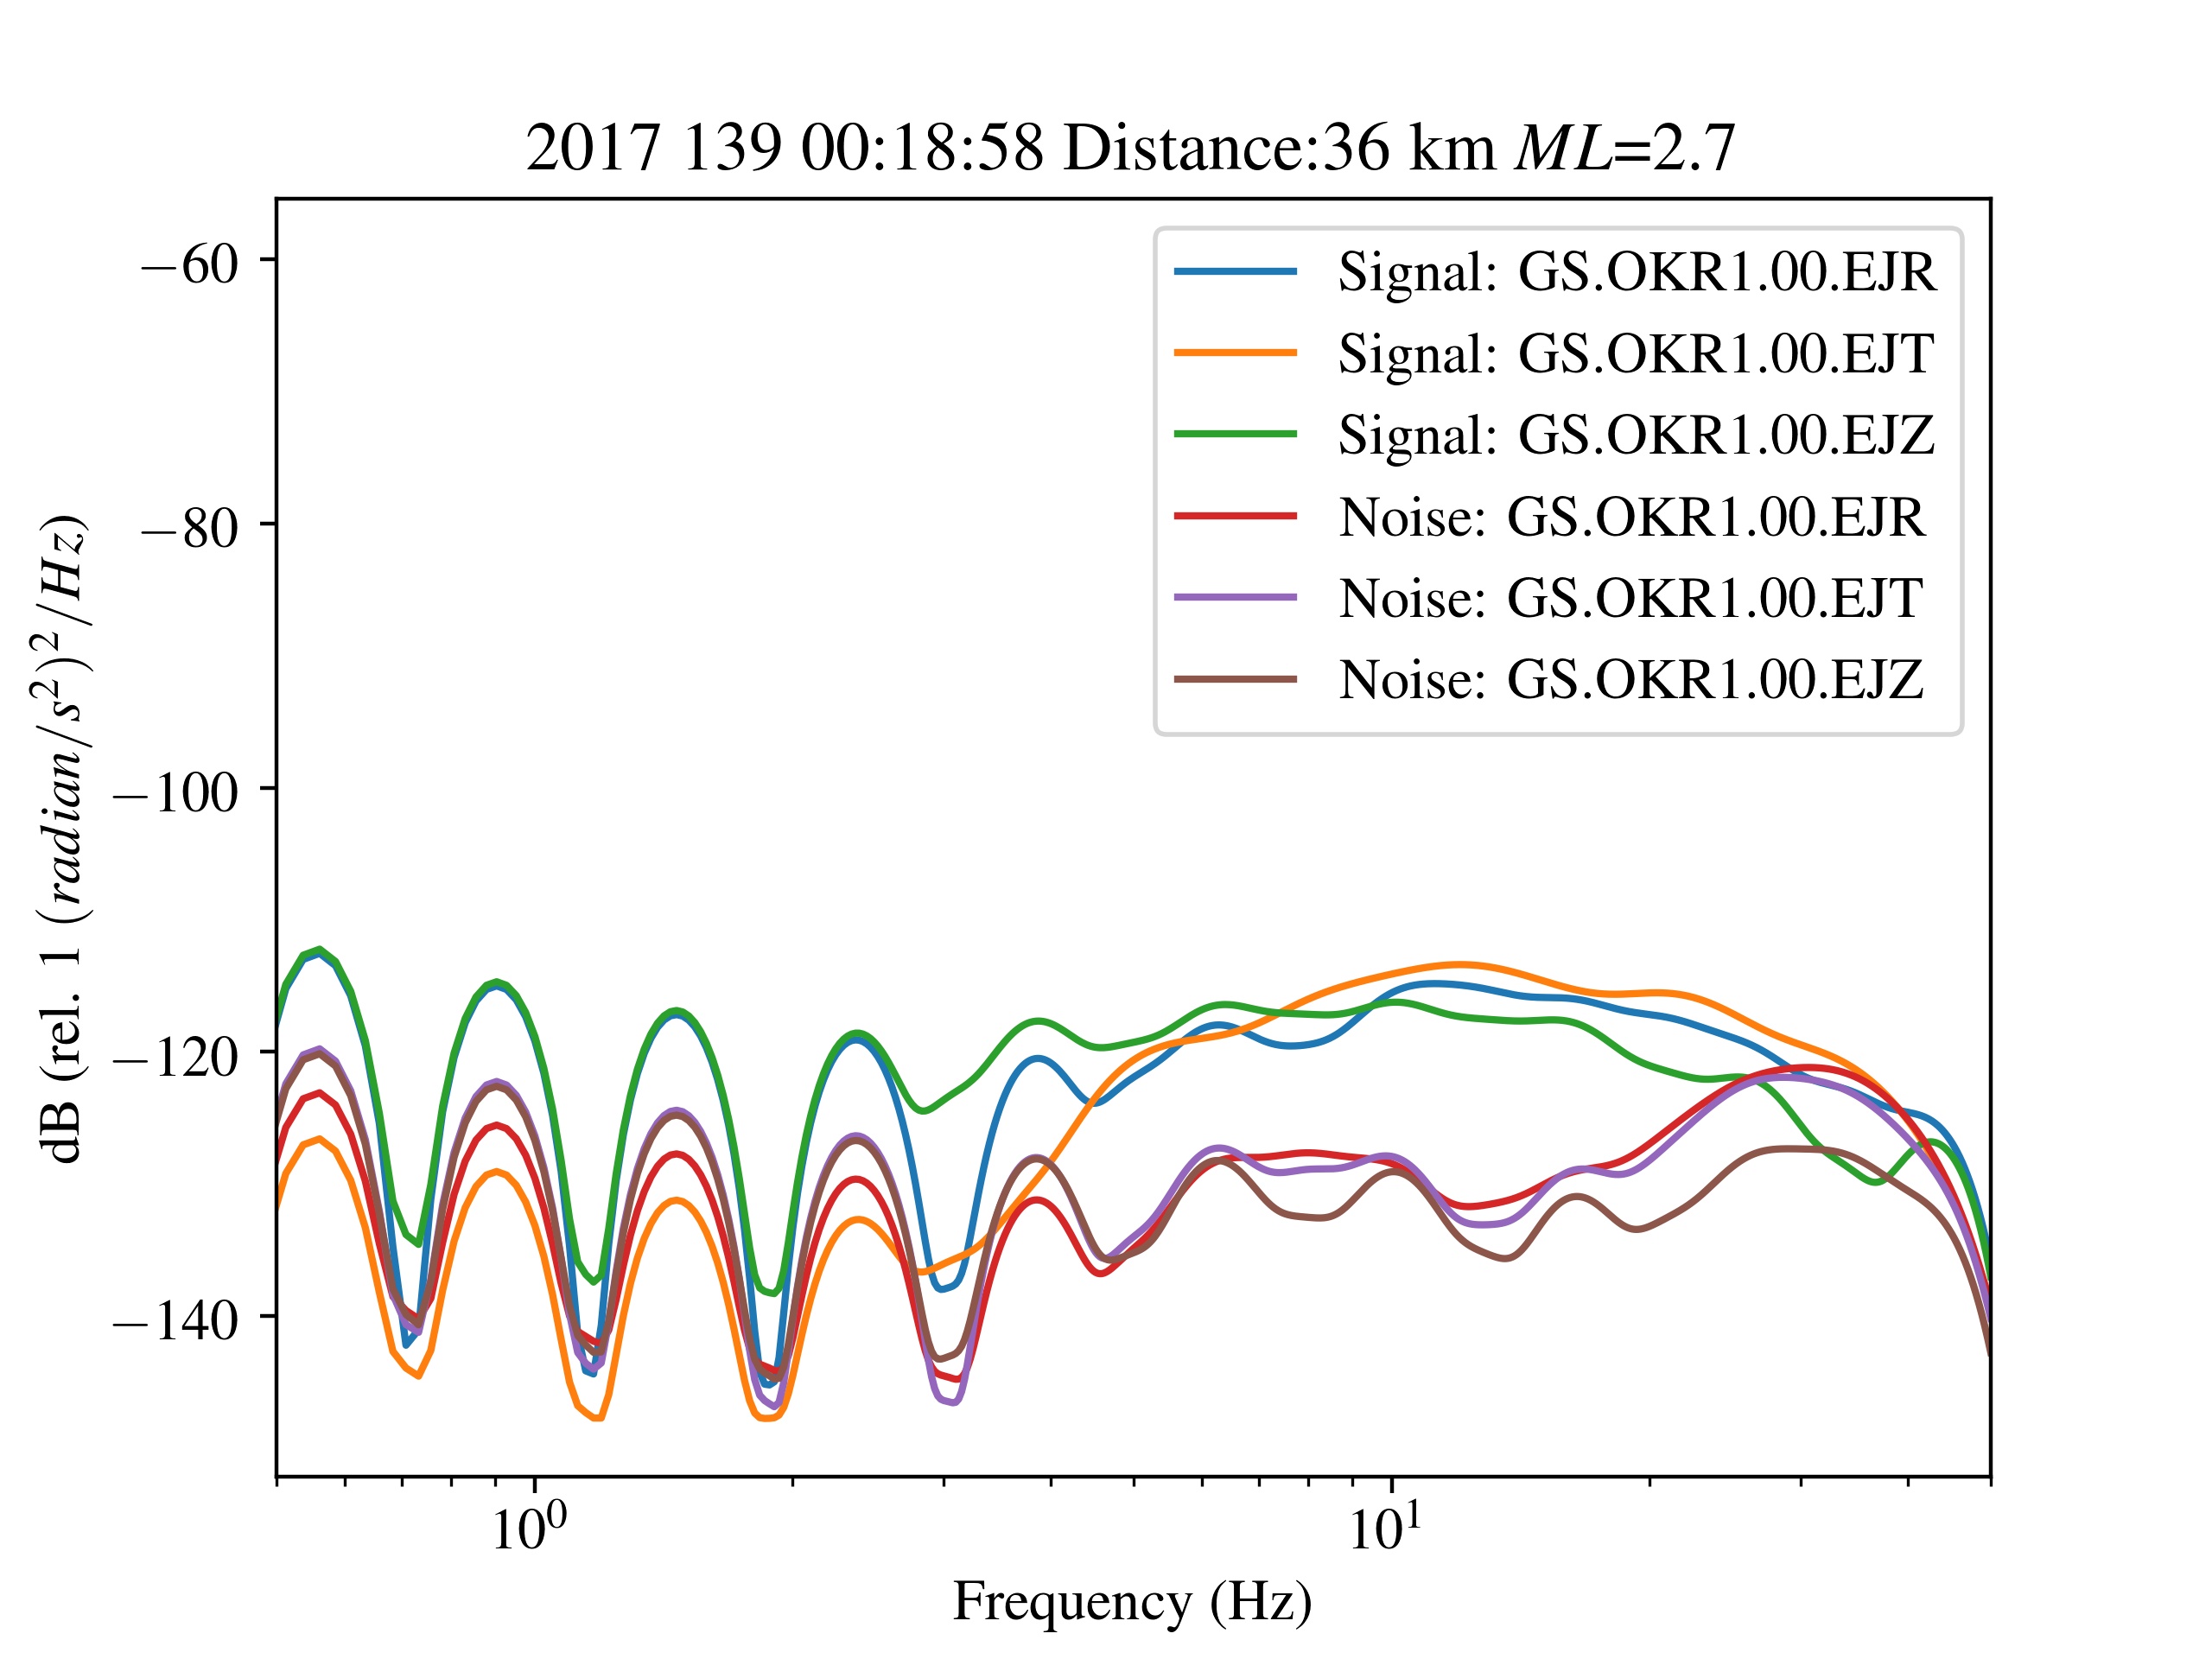 2017 139 00:18:58 Distance:36 km ML=2.7
Signal: GS.OKR1.00.EJR
Signal: GS.OKR1.00.EJT
Signal: GS.OKR1.00.EJZ
Noise: GS.OKR1.00.EJR
Noise: GS.OKR1.00.EJT
Noise: GS.OKR1.00.EJZ
dB (rel. 1 (radian/s²)²/Hz)
−60
−80
−100
−120
−140
10⁰
10¹
Frequency (Hz)